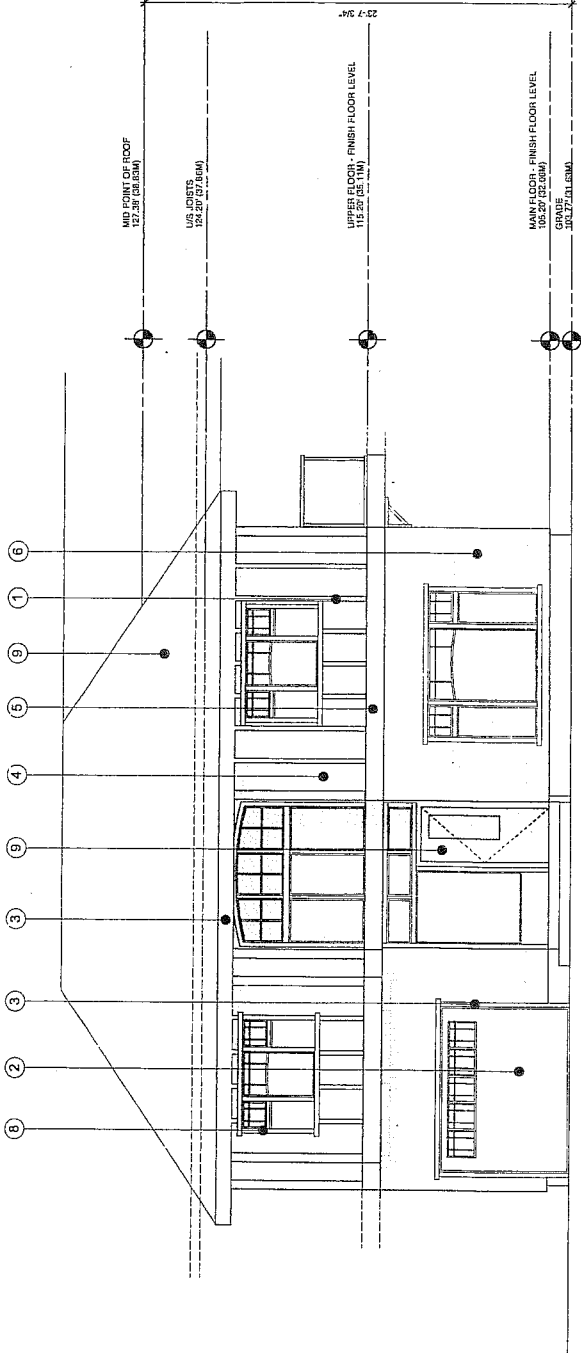 8 2 3 3 9 4 5 9 1 6
MID POINT OF ROOF
127.38' (38.83M)
U/S JOISTS
124.20' (37.86M)
23'-7 3/4"
UPPER FLOOR - FINISH FLOOR LEVEL
115.20' (35.11M)
MAIN FLOOR - FINISH FLOOR LEVEL
105.20' (32.06M)
GRADE
103.77' (31.63M)